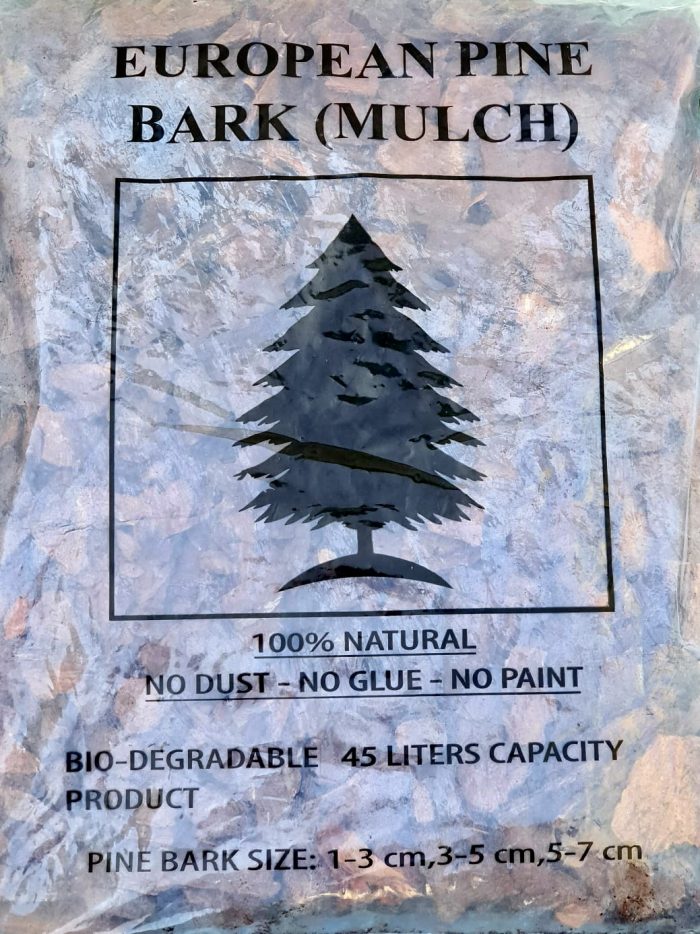 EUROPEAN PINE
BARK (MULCH)
100% NATURAL
NO DUST - NO GLUE - NO PAINT
BIO-DEGRADABLE 45 LITERS CAPACITY
PRODUCT
PINE BARK SIZE: 1-3 cm,3-5 cm,5-7 cm